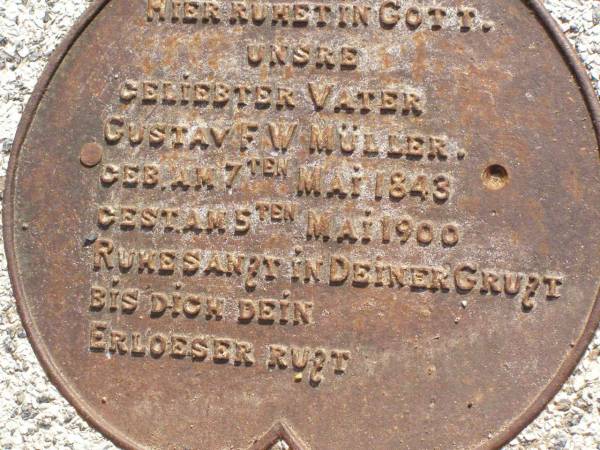 HIER RUHET IN GOTT.
UNSRE
GELIEBTER VATER
GUSTAV F W MÜLLER.
GEB. AM 7TEN MAI 1843
GEST. AM 5TEN MAI 1900
RUHE SANFT IN DEINER GRUFT
BIS DICH DEIN
ERLOESER RUFT